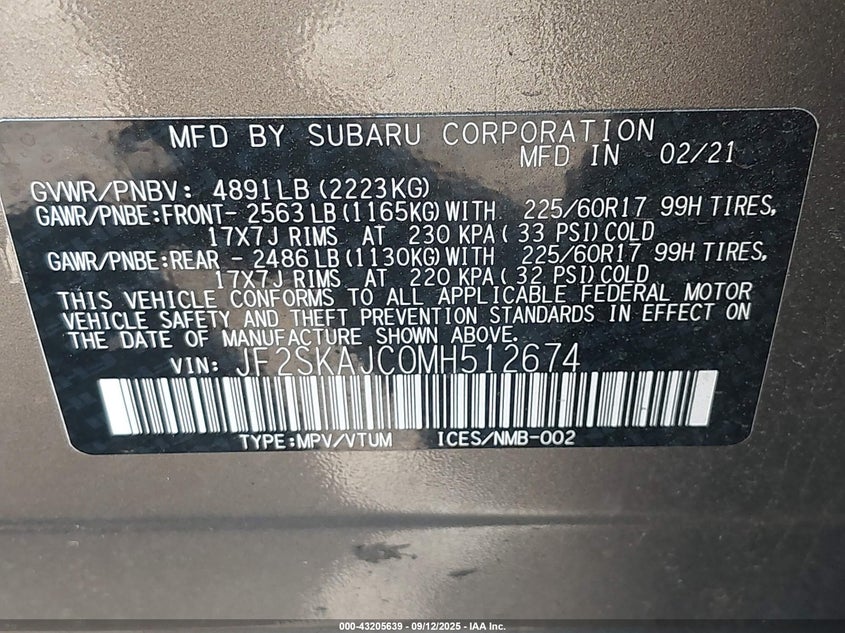 MFD BY SUBARU CORPORATION
MFD IN 02/21
GVWR/PNBV: 4891LB(2223KG)
GAWR/PNBE:FRONT- 2563LB(1165KG)WITH 225/60R17 99H TIRES,
17X7J RIMS AT 230 KPA( 33 PSI)COLD
GAWR/PNBE:REAR - 2486LB(1130KG)WITH 225/60R17 99H TIRES,
17X7J RIMS AT 220 KPA( 32 PSI)COLD
THIS VEHICLE CONFORMS TO ALL APPLICABLE FEDERAL MOTOR
VEHICLE SAFETY AND THEFT PREVENTION STANDARDS IN EFFECT ON
THE DATE OF MANUFACTURE SHOWN ABOVE.
VIN: JF2SKAJC0MH512674
TYPE:MPV/VTUM ICES/NMB-002
000-43205639 - 09/12/2025 - IAA Inc.